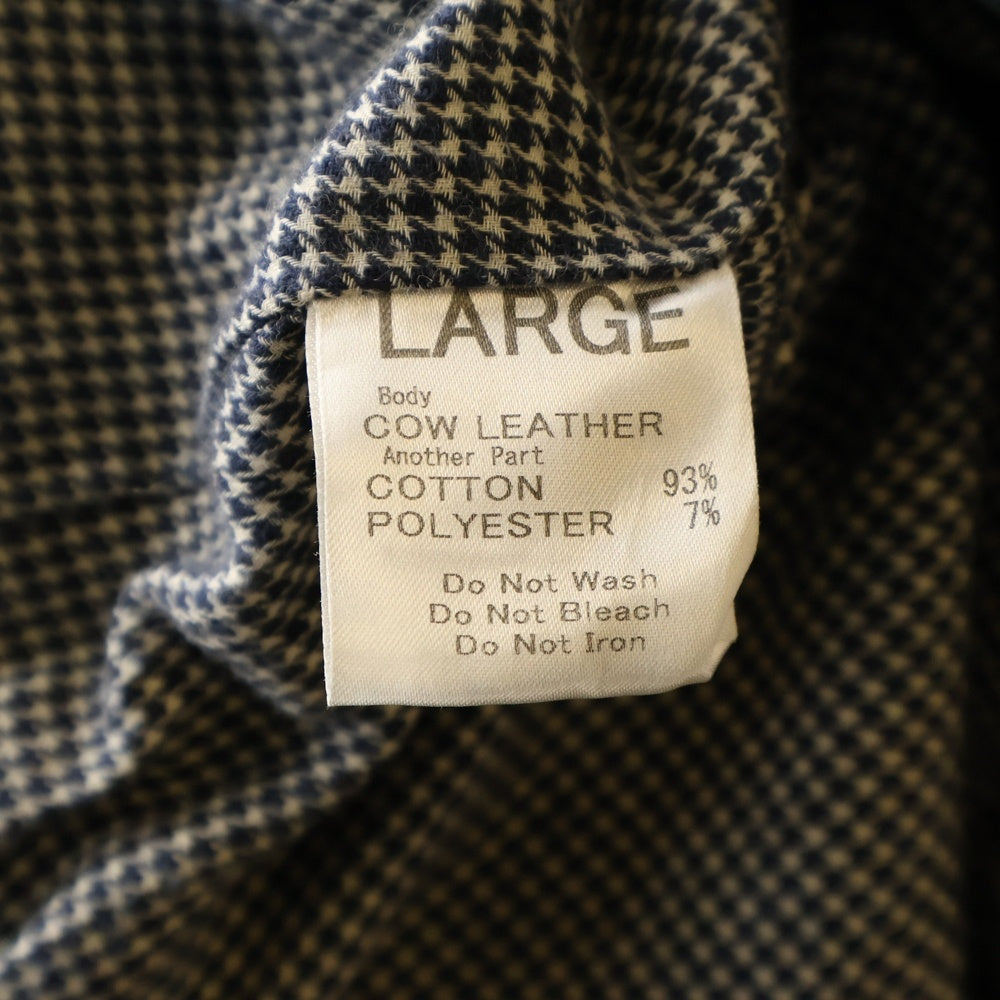 LARGE
Body
COW LEATHER
Another Part
COTTON 93%
POLYESTER 7%
Do Not Wash
Do Not Bleach
Do Not Iron